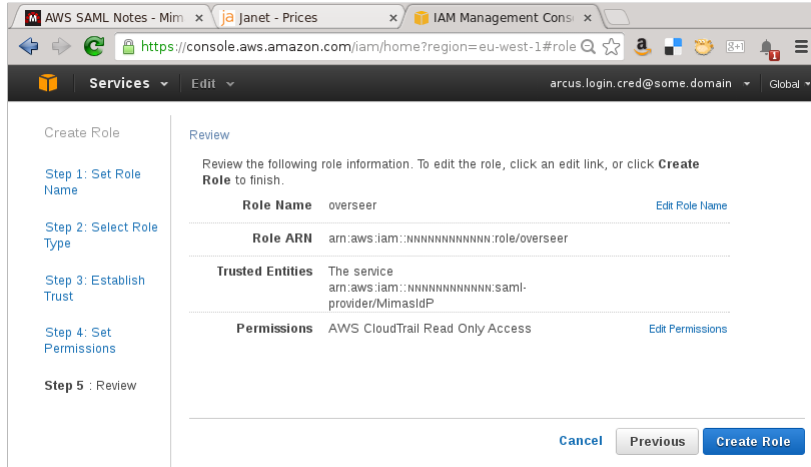 AWS SAML Notes - Mim
Janet - Prices
IAM Management Cons
https://console.aws.amazon.com/iam/home?region=eu-west-1#role
Services
Edit
arcus.login.cred@some.domain
Global
Create Role
Step 1: Set Role
Name
Step 2: Select Role
Type
Step 3: Establish
Trust
Step 4: Set
Permissions
Step 5 : Review
Review
Review the following role information. To edit the role, click an edit link, or click Create
Role to finish.
Role Name overseer Edit Role Name
Role ARN arn:aws:iam::NNNNNNNNNNNN:role/overseer
Trusted Entities The service
arn:aws:iam::NNNNNNNNNNNN:saml-
provider/MimasIdP
Permissions AWS CloudTrail Read Only Access Edit Permissions
Cancel Previous Create Role